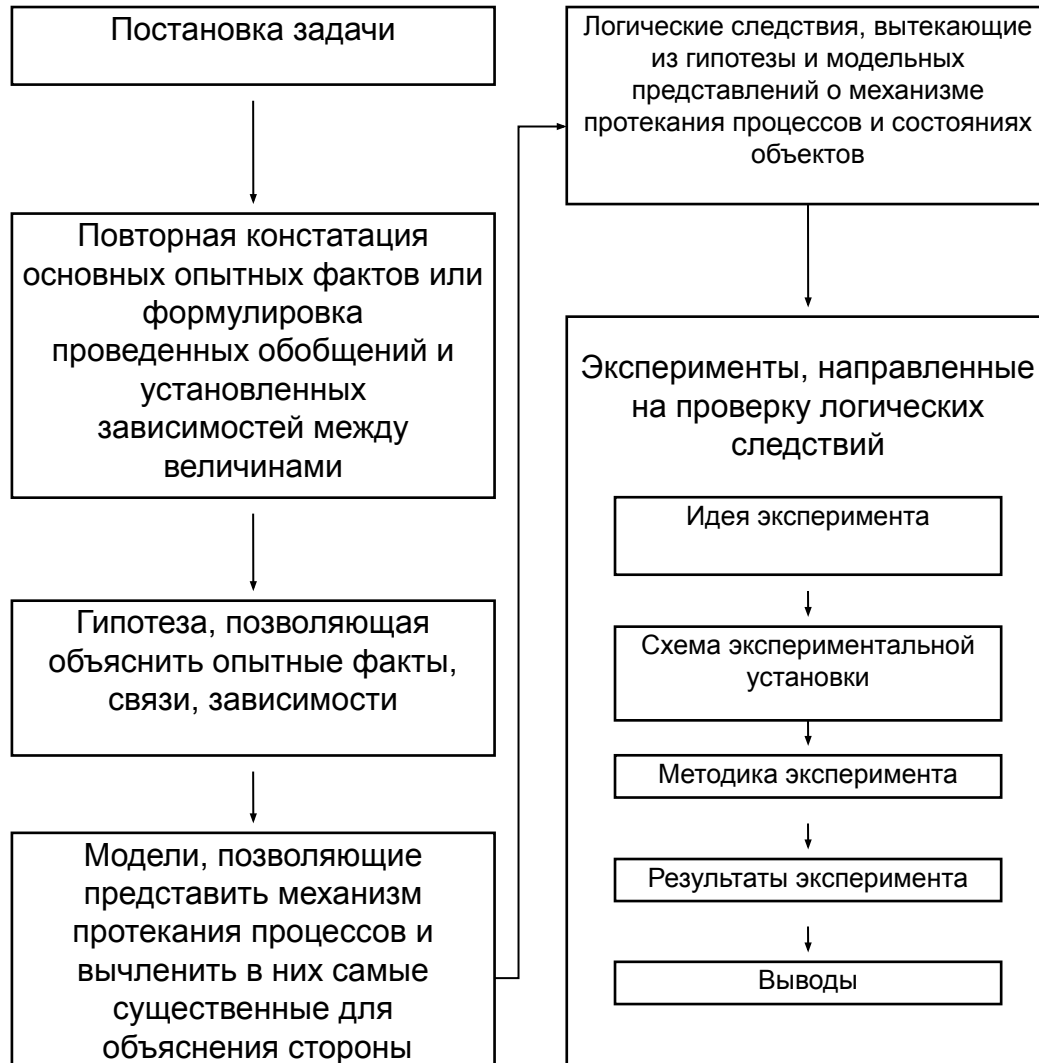 Постановка задачи
Повторная констатация
основных опытных фактов или
формулировка
проведенных обобщений и
установленных
зависимостей между
величинами
Гипотеза, позволяющая
объяснить опытные факты,
связи, зависимости
Модели, позволяющие
представить механизм
протекания процессов и
вычленить в них самые
существенные для
объяснения стороны
Логические следствия, вытекающие
из гипотезы и модельных
представлений о механизме
протекания процессов и состояниях
объектов
Эксперименты, направленные
на проверку логических
следствий
Идея эксперимента
Схема экспериментальной
установки
Методика эксперимента
Результаты эксперимента
Выводы